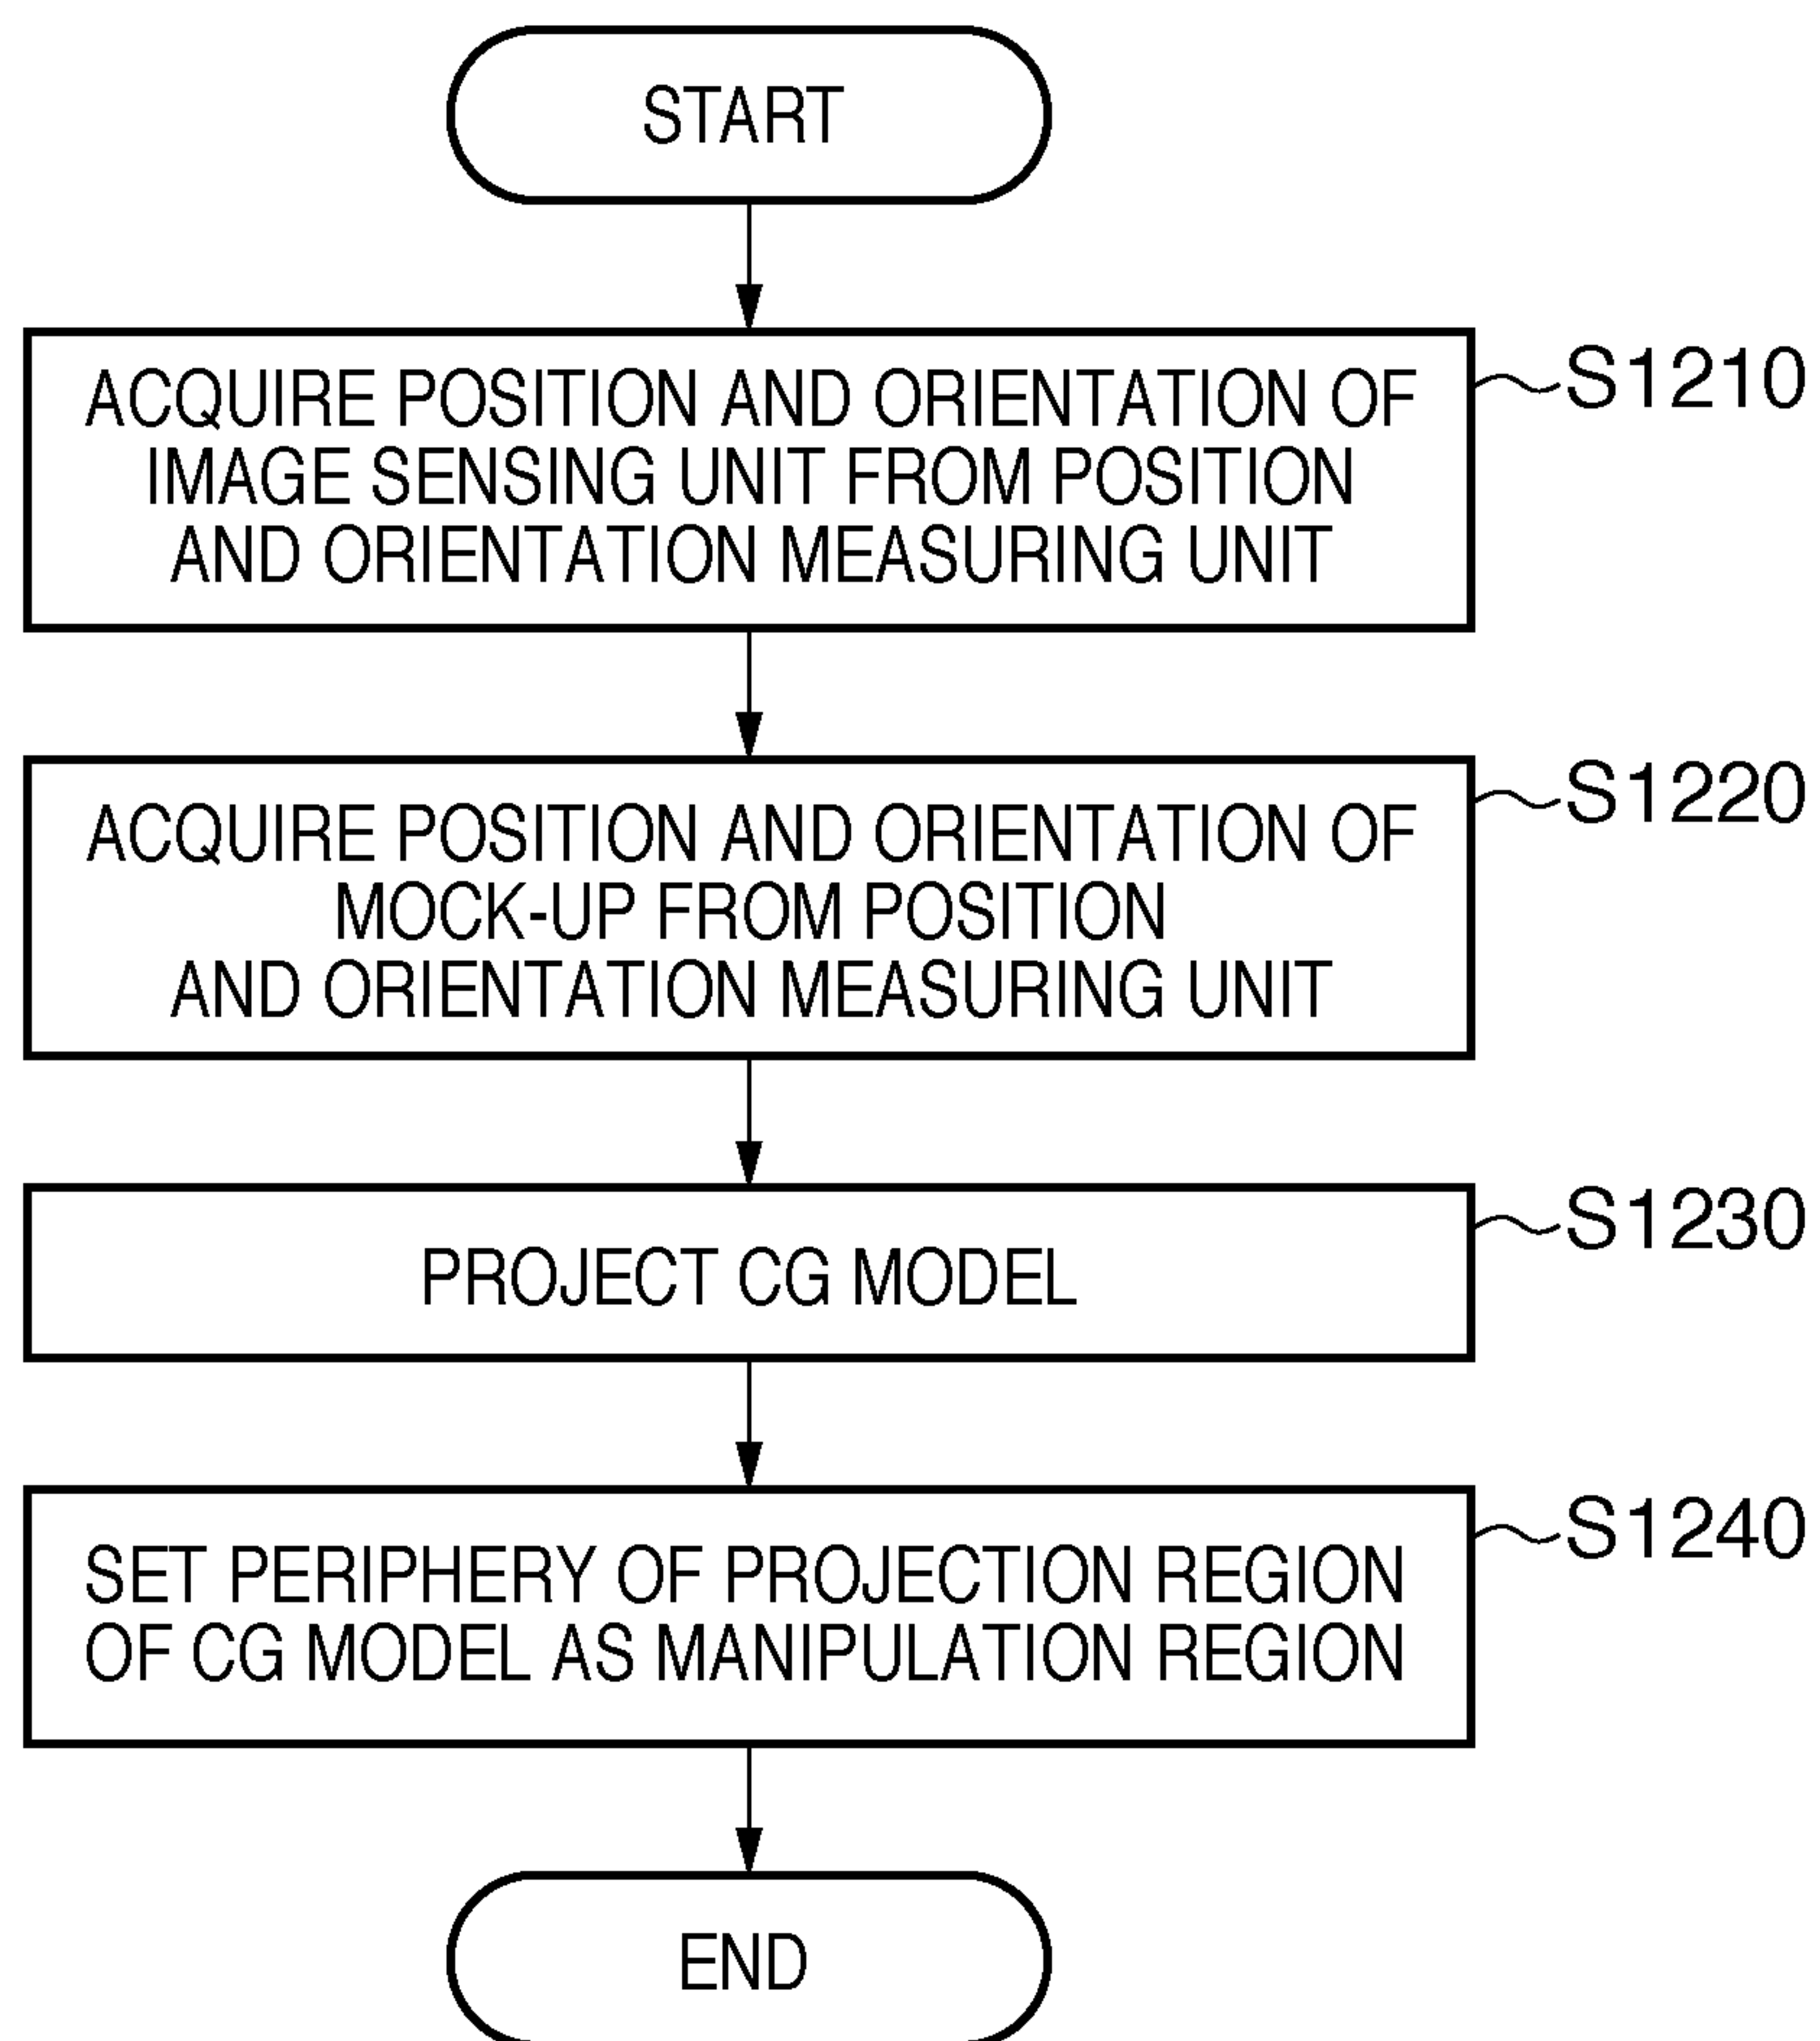 START
ACQUIRE POSITION AND ORIENTATION OF
IMAGE SENSING UNIT FROM POSITION
AND ORIENTATION MEASURING UNIT
S1210
ACQUIRE POSITION AND ORIENTATION OF
MOCK-UP FROM POSITION
AND ORIENTATION MEASURING UNIT
S1220
PROJECT CG MODEL
S1230
SET PERIPHERY OF PROJECTION REGION
OF CG MODEL AS MANIPULATION REGION
S1240
END